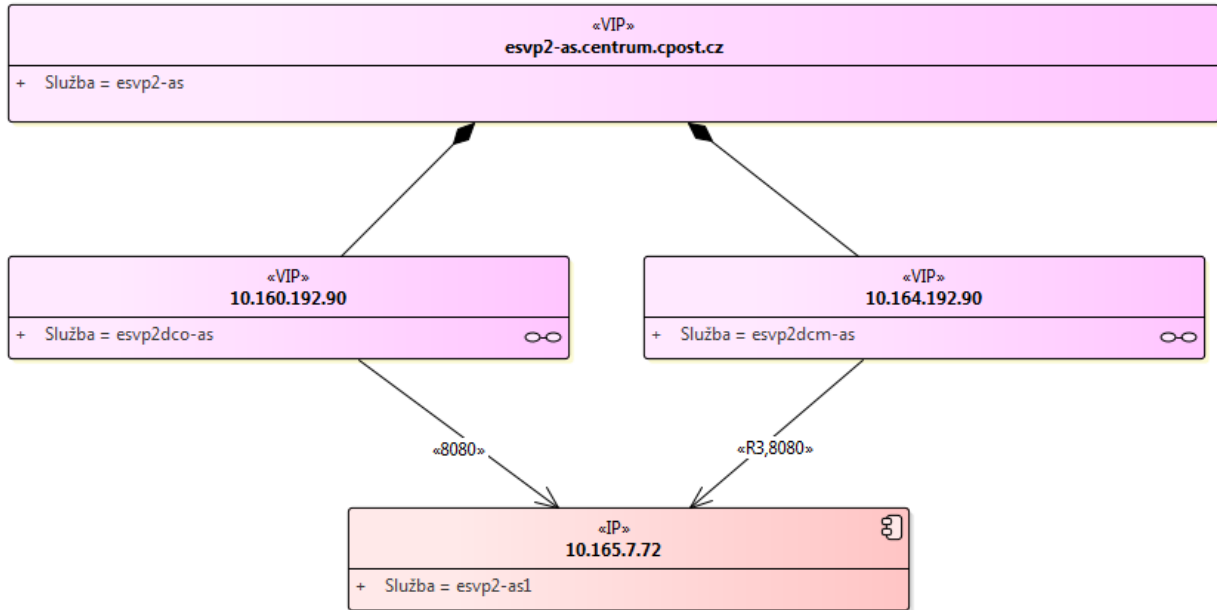 «VIP»
esvp2-as.centrum.cpost.cz
+ Služba = esvp2-as
«VIP»
10.160.192.90
+ Služba = esvp2dco-as
«VIP»
10.164.192.90
+ Služba = esvp2dcm-as
«8080»
«R3,8080»
«IP»
10.165.7.72
+ Služba = esvp2-as1